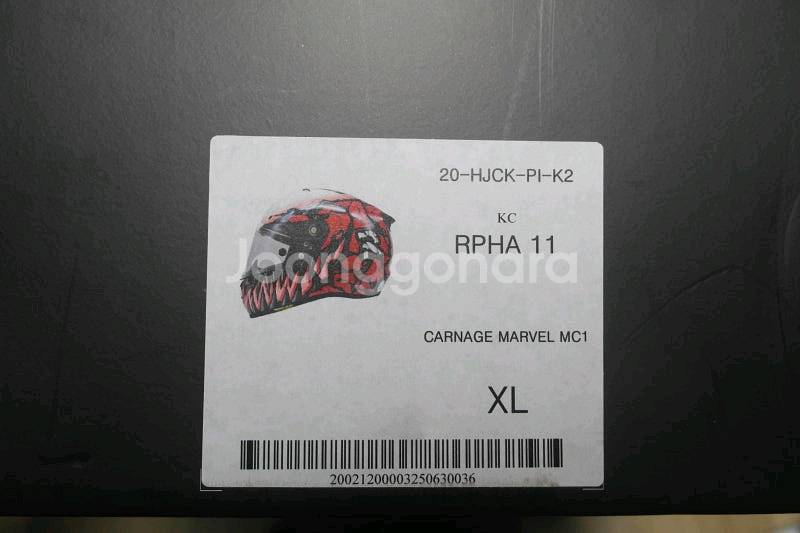 20-HJCK-PI-K2
KC
RPHA 11
Joonggonara
CARNAGE MARVEL MC1
XL
20021200003250630036